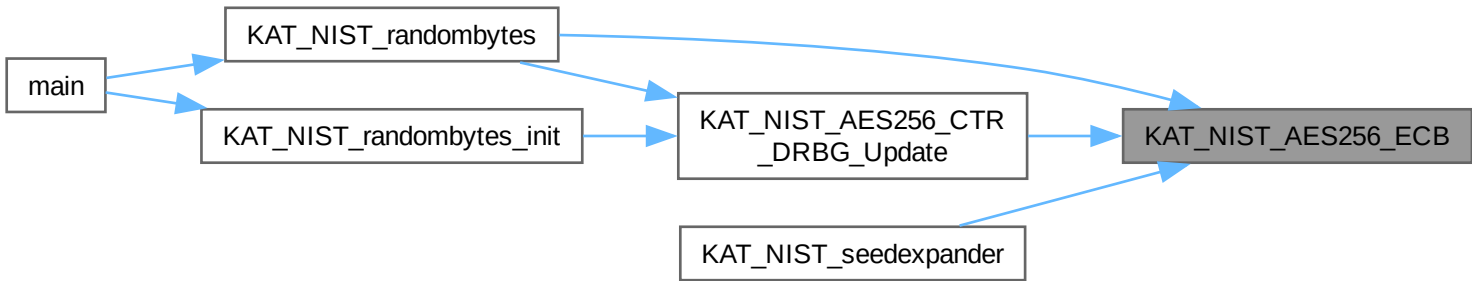 main
KAT_NIST_randombytes
KAT_NIST_randombytes_init
KAT_NIST_AES256_CTR
_DRBG_Update
KAT_NIST_seedexpander
KAT_NIST_AES256_ECB